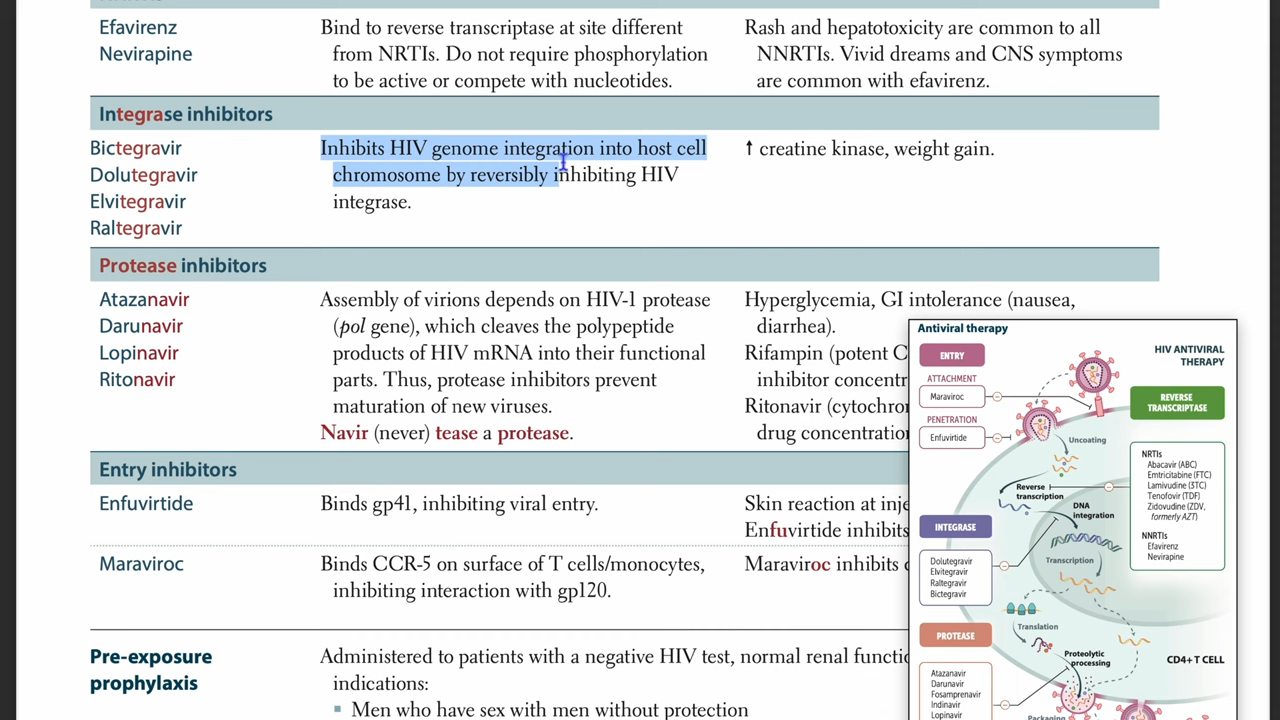 Efavirenz
Nevirapine
Bind to reverse transcriptase at site different
from NRTIs. Do not require phosphorylation
to be active or compete with nucleotides.
Rash and hepatotoxicity are common to all
NNRTIs. Vivid dreams and CNS symptoms
are common with efavirenz.
Integrase inhibitors
Bictegravir
Dolutegravir
Elvitegravir
Raltegravir
Inhibits HIV genome integration into host cell
chromosome by reversibly inhibiting HIV
integrase.
↑ creatine kinase, weight gain.
Protease inhibitors
Atazanavir
Darunavir
Lopinavir
Ritonavir
Assembly of virions depends on HIV-1 protease
(pol gene), which cleaves the polypeptide
products of HIV mRNA into their functional
parts. Thus, protease inhibitors prevent
maturation of new viruses.
Navir (never) tease a protease.
Hyperglycemia, GI intolerance (nausea,
diarrhea).
Rifampin (potent C
inhibitor concentr
Ritonavir (cytochro
drug concentration
Entry inhibitors
Enfuvirtide
Binds gp41, inhibiting viral entry.
Skin reaction at inje
Enfuvirtide inhibits
Maraviroc
Binds CCR-5 on surface of T cells/monocytes,
inhibiting interaction with gp120.
Maraviroc inhibits
Pre-exposure
prophylaxis
Administered to patients with a negative HIV test, normal renal functio
indications:
Men who have sex with men without protection
Antiviral therapy
HIV ANTIVIRAL
THERAPY
ENTRY
ATTACHMENT
Maraviroc
PENETRATION
Enfuvirtide
REVERSE
TRANSCRIPTASE
Uncoating
NRTIs
Abacavir (ABC)
Emtricitabine (FTC)
Lamivudine (3TC)
Tenofovir (TDF)
Zidovudine (ZDV,
formerly AZT)
NNRTIs
Efavirenz
Nevirapine
Reverse
transcription
DNA
integration
INTEGRASE
Dolutegravir
Elvitegravir
Raltegravir
Bictegravir
Transcription
Translation
PROTEASE
Proteolytic
processing
CD4+ T CELL
Atazanavir
Darunavir
Fosamprenavir
Indinavir
Lopinavir
Packaging